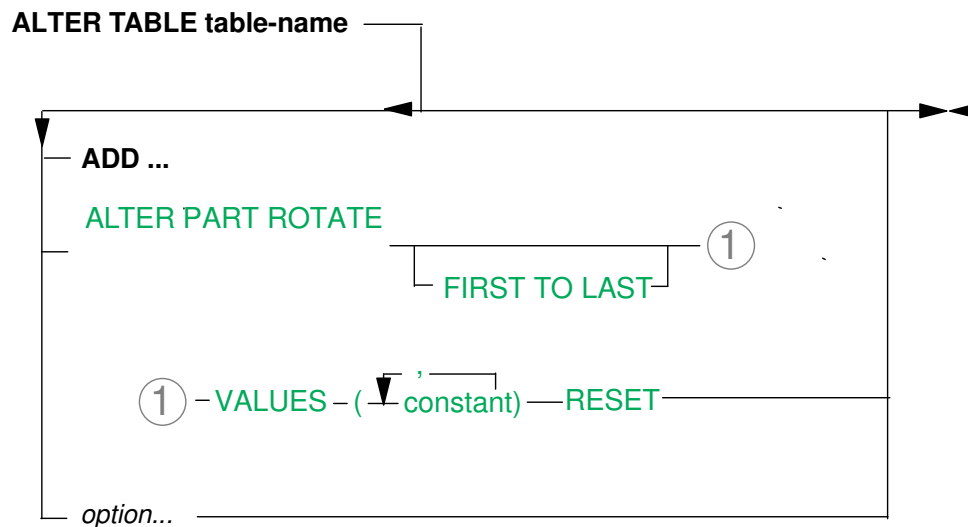 ALTER TABLE table-name
ADD ...
ALTER PART ROTATE
1
FIRST TO LAST
,
1 VALUES ( constant) RESET
option...